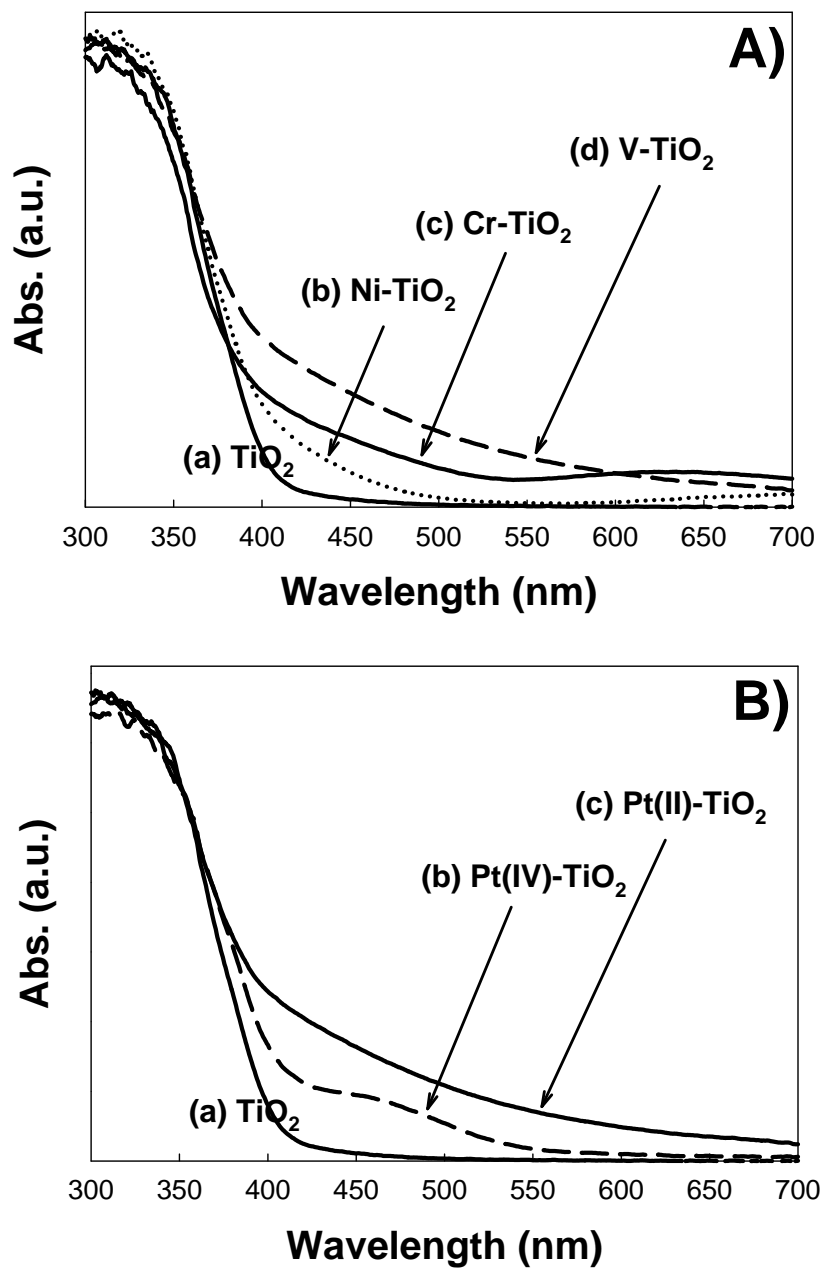 A)
(d) V-TiO₂
(c) Cr-TiO₂
(b) Ni-TiO₂
(a) TiO₂
Abs. (a.u.)
300 350 400 450 500 550 600 650 700
Wavelength (nm)
B)
(c) Pt(II)-TiO₂
(b) Pt(IV)-TiO₂
(a) TiO₂
Abs. (a.u.)
300 350 400 450 500 550 600 650 700
Wavelength (nm)